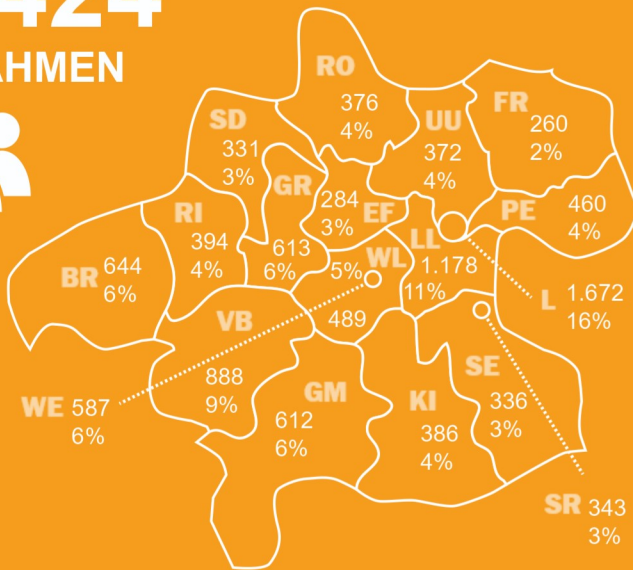 424
AHMEN
RO
376
4%
SD
331
3%
UU
372
4%
FR
260
2%
GR
613
6%
284
EF
3%
PE
460
4%
RI
394
4%
LL
1.178
11%
WL
5%
489
BR
644
6%
L
1.672
16%
VB
888
9%
WE 587
6%
GM
612
6%
KI
386
4%
SE
336
3%
SR 343
3%